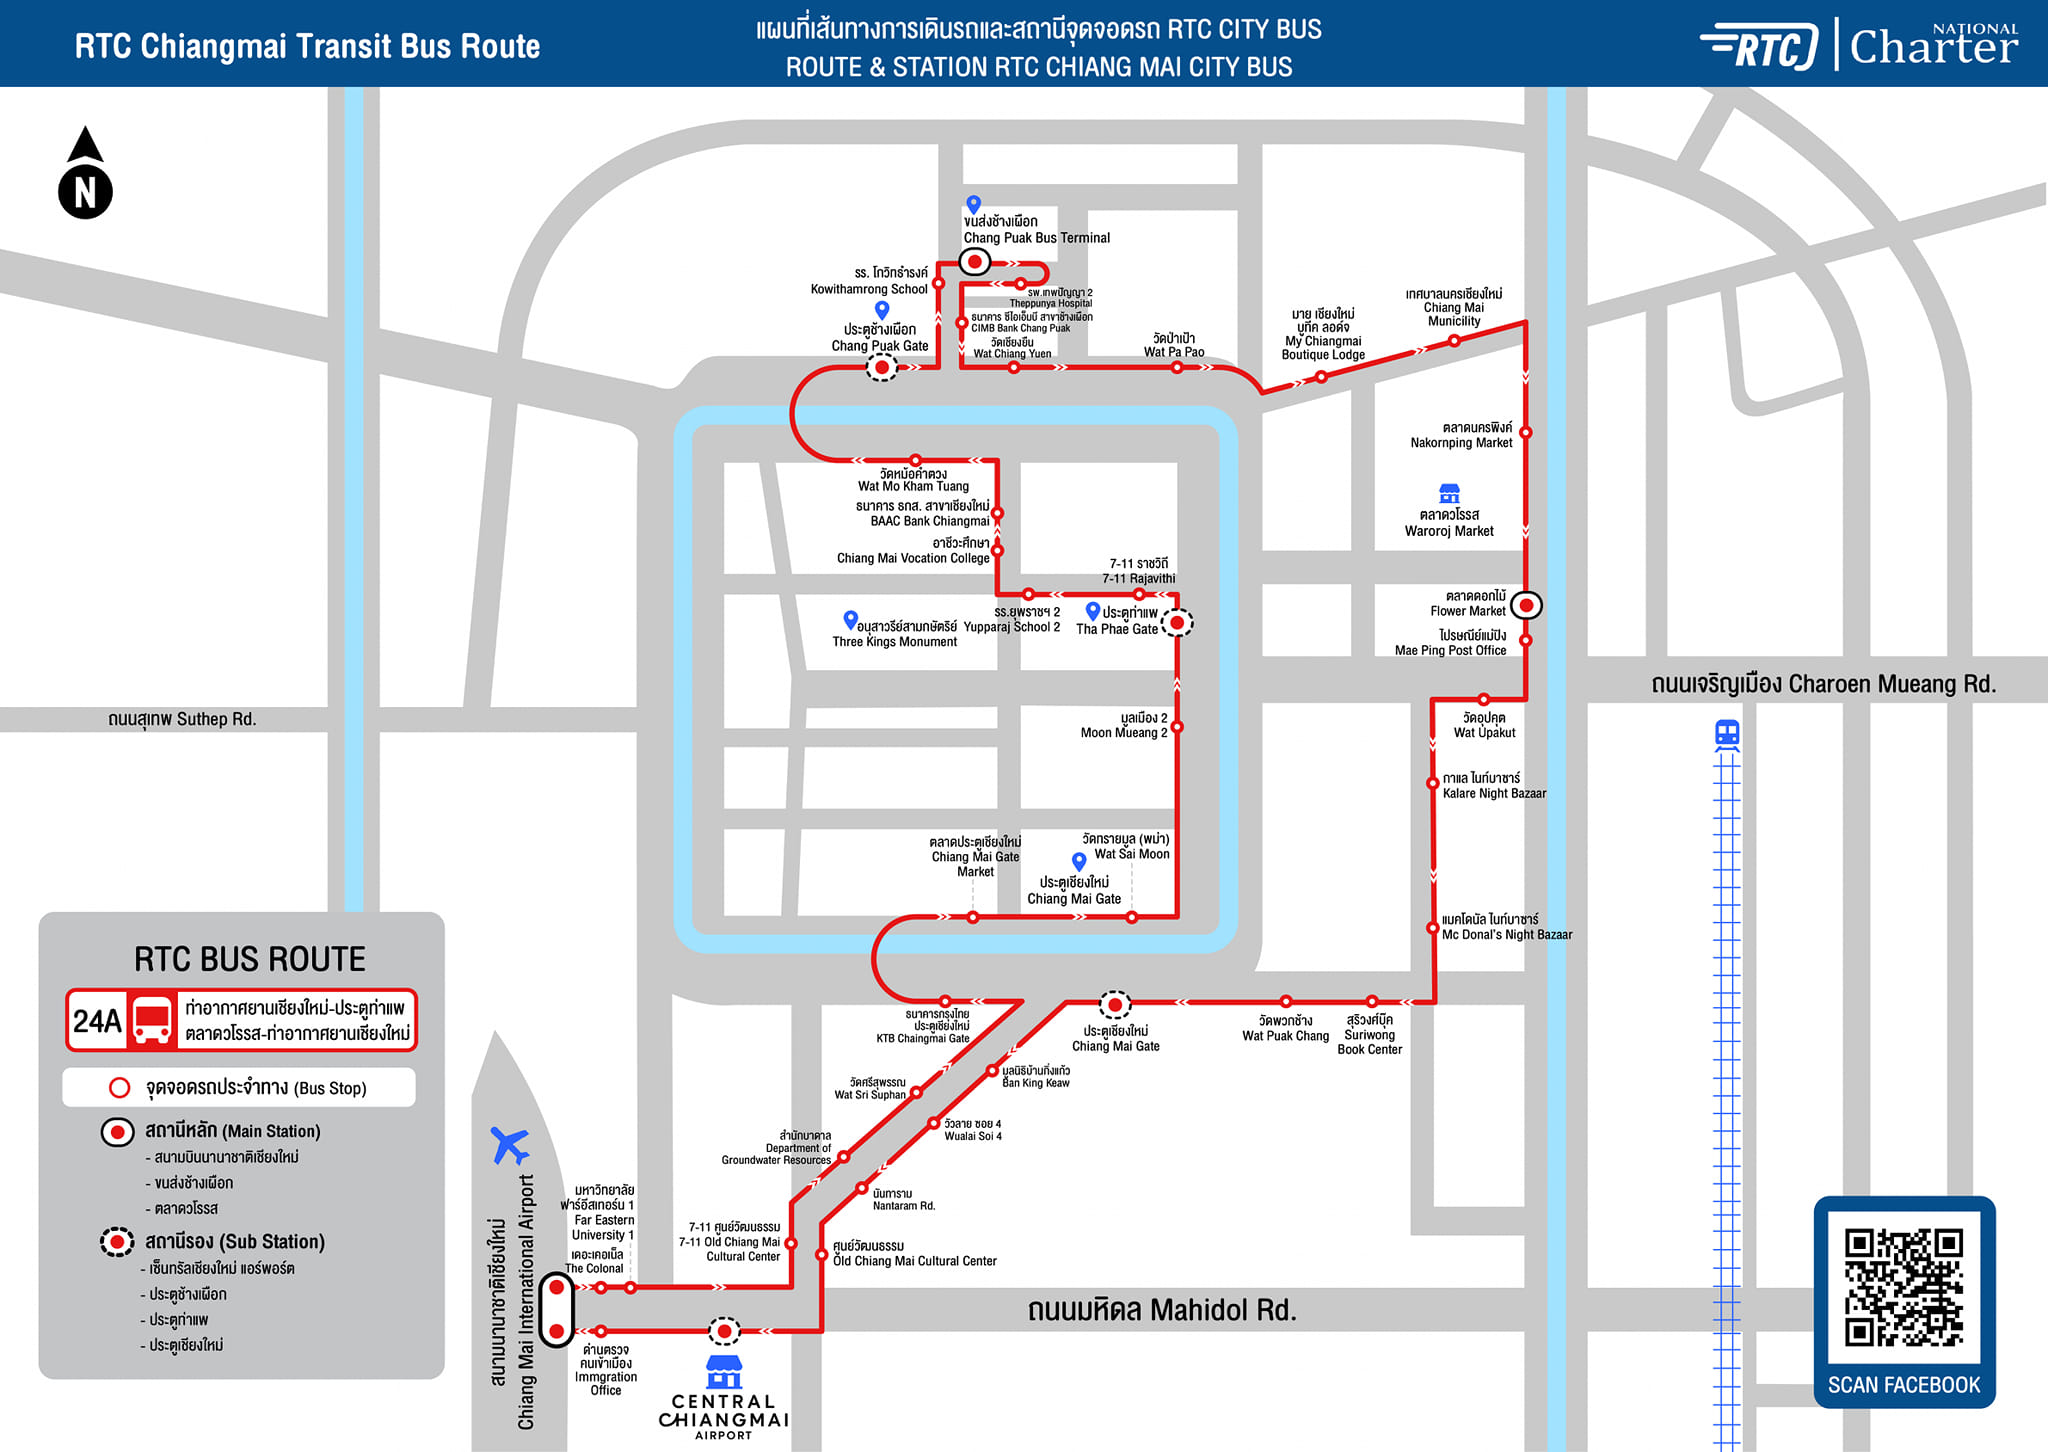 RTC Chiangmai Transit Bus Route
แผนที่เส้นทางการเดินรถและสถานีจุดจอดรถ RTC CITY BUS
ROUTE & STATION RTC CHIANG MAI CITY BUS
RTC
NATIONAL
Charter
N
ขนส่งช้างเผือก
Chang Puak Bus Terminal
รร. โกวิทธำรงค์
Kowithamrong School
ประตูช้างเผือก
Chang Puak Gate
รพ.เทพปัญญา 2
Theppunya Hospital
ธนาคาร ซีไอเอ็มบี สาขาช้างเผือก
CIMB Bank Chang Puak
วัดเชียงยืน
Wat Chiang Yuen
วัดป่าเป้า
Wat Pa Pao
มาย เชียงใหม่
บูทีค ลอด์จ
My Chiangmai
Boutique Lodge
เทศบาลนครเชียงใหม่
Chiang Mai
Municility
ตลาดนครพิงค์
Nakornping Market
ตลาดวโรรส
Waroroj Market
ตลาดดอกไม้
Flower Market
ไปรษณีย์แม่ปิง
Mae Ping Post Office
วัดหม้อคำตวง
Wat Mo Kham Tuang
ธนาคาร ธกส. สาขาเชียงใหม่
BAAC Bank Chiangmai
อาชีวะศึกษา
Chiang Mai Vocation College
7-11 ราชวิถี
7-11 Rajavithi
รร.ยุพราชฯ 2
Yupparaj School 2
ประตูท่าแพ
Tha Phae Gate
อนุสาวรีย์สามกษัตริย์
Three Kings Monument
ถนนเจริญเมือง Charoen Mueang Rd.
ถนนสุเทพ Suthep Rd.
มูลเมือง 2
Moon Mueang 2
วัดอุปคุต
Wat Upakut
กาแล ไนท์บาซาร์
Kalare Night Bazaar
ตลาดประตูเชียงใหม่
Chiang Mai Gate
Market
วัดทรายมูล (พม่า)
Wat Sai Moon
ประตูเชียงใหม่
Chiang Mai Gate
แมคโดนัล ไนท์บาซาร์
Mc Donal's Night Bazaar
ธนาคารกรุงไทย
ประตูเชียงใหม่
KTB Chaingmai Gate
ประตูเชียงใหม่
Chiang Mai Gate
วัดพวกช้าง
Wat Puak Chang
สุริวงศ์บุ๊ค
Suriwong
Book Center
วัดศรีสุพรรณ
Wat Sri Suphan
มูลนิธิบ้านกิ่งแก้ว
Ban King Keaw
วัวลาย ซอย 4
Wualai Soi 4
สำนักบาดาล
Department of
Groundwater Resources
นันทาราม
Nantaram Rd.
มหาวิทยาลัย
ฟาร์อีสเทอร์น 1
Far Eastern
University 1
เดอะเคอเน็ล
The Colonal
7-11 ศูนย์วัฒนธรรม
7-11 Old Chiang Mai
Cultural Center
ศูนย์วัฒนธรรม
Old Chiang Mai Cultural Center
สนามนานาชาติเชียงใหม่
Chiang Mai International Airport
ถนนมหิดล Mahidol Rd.
ด่านตรวจ
คนเข้าเมือง
Immgration
Office
CENTRAL
CHIANGMAI
AIRPORT
RTC BUS ROUTE
24A
ท่าอากาศยานเชียงใหม่-ประตูท่าแพ
ตลาดวโรรส-ท่าอากาศยานเชียงใหม่
จุดจอดรถประจำทาง (Bus Stop)
สถานีหลัก (Main Station)
- สนามบินนานาชาติเชียงใหม่
- ขนส่งช้างเผือก
- ตลาดวโรรส
สถานีรอง (Sub Station)
- เซ็นทรัลเชียงใหม่ แอร์พอร์ต
- ประตูช้างเผือก
- ประตูท่าแพ
- ประตูเชียงใหม่
SCAN FACEBOOK